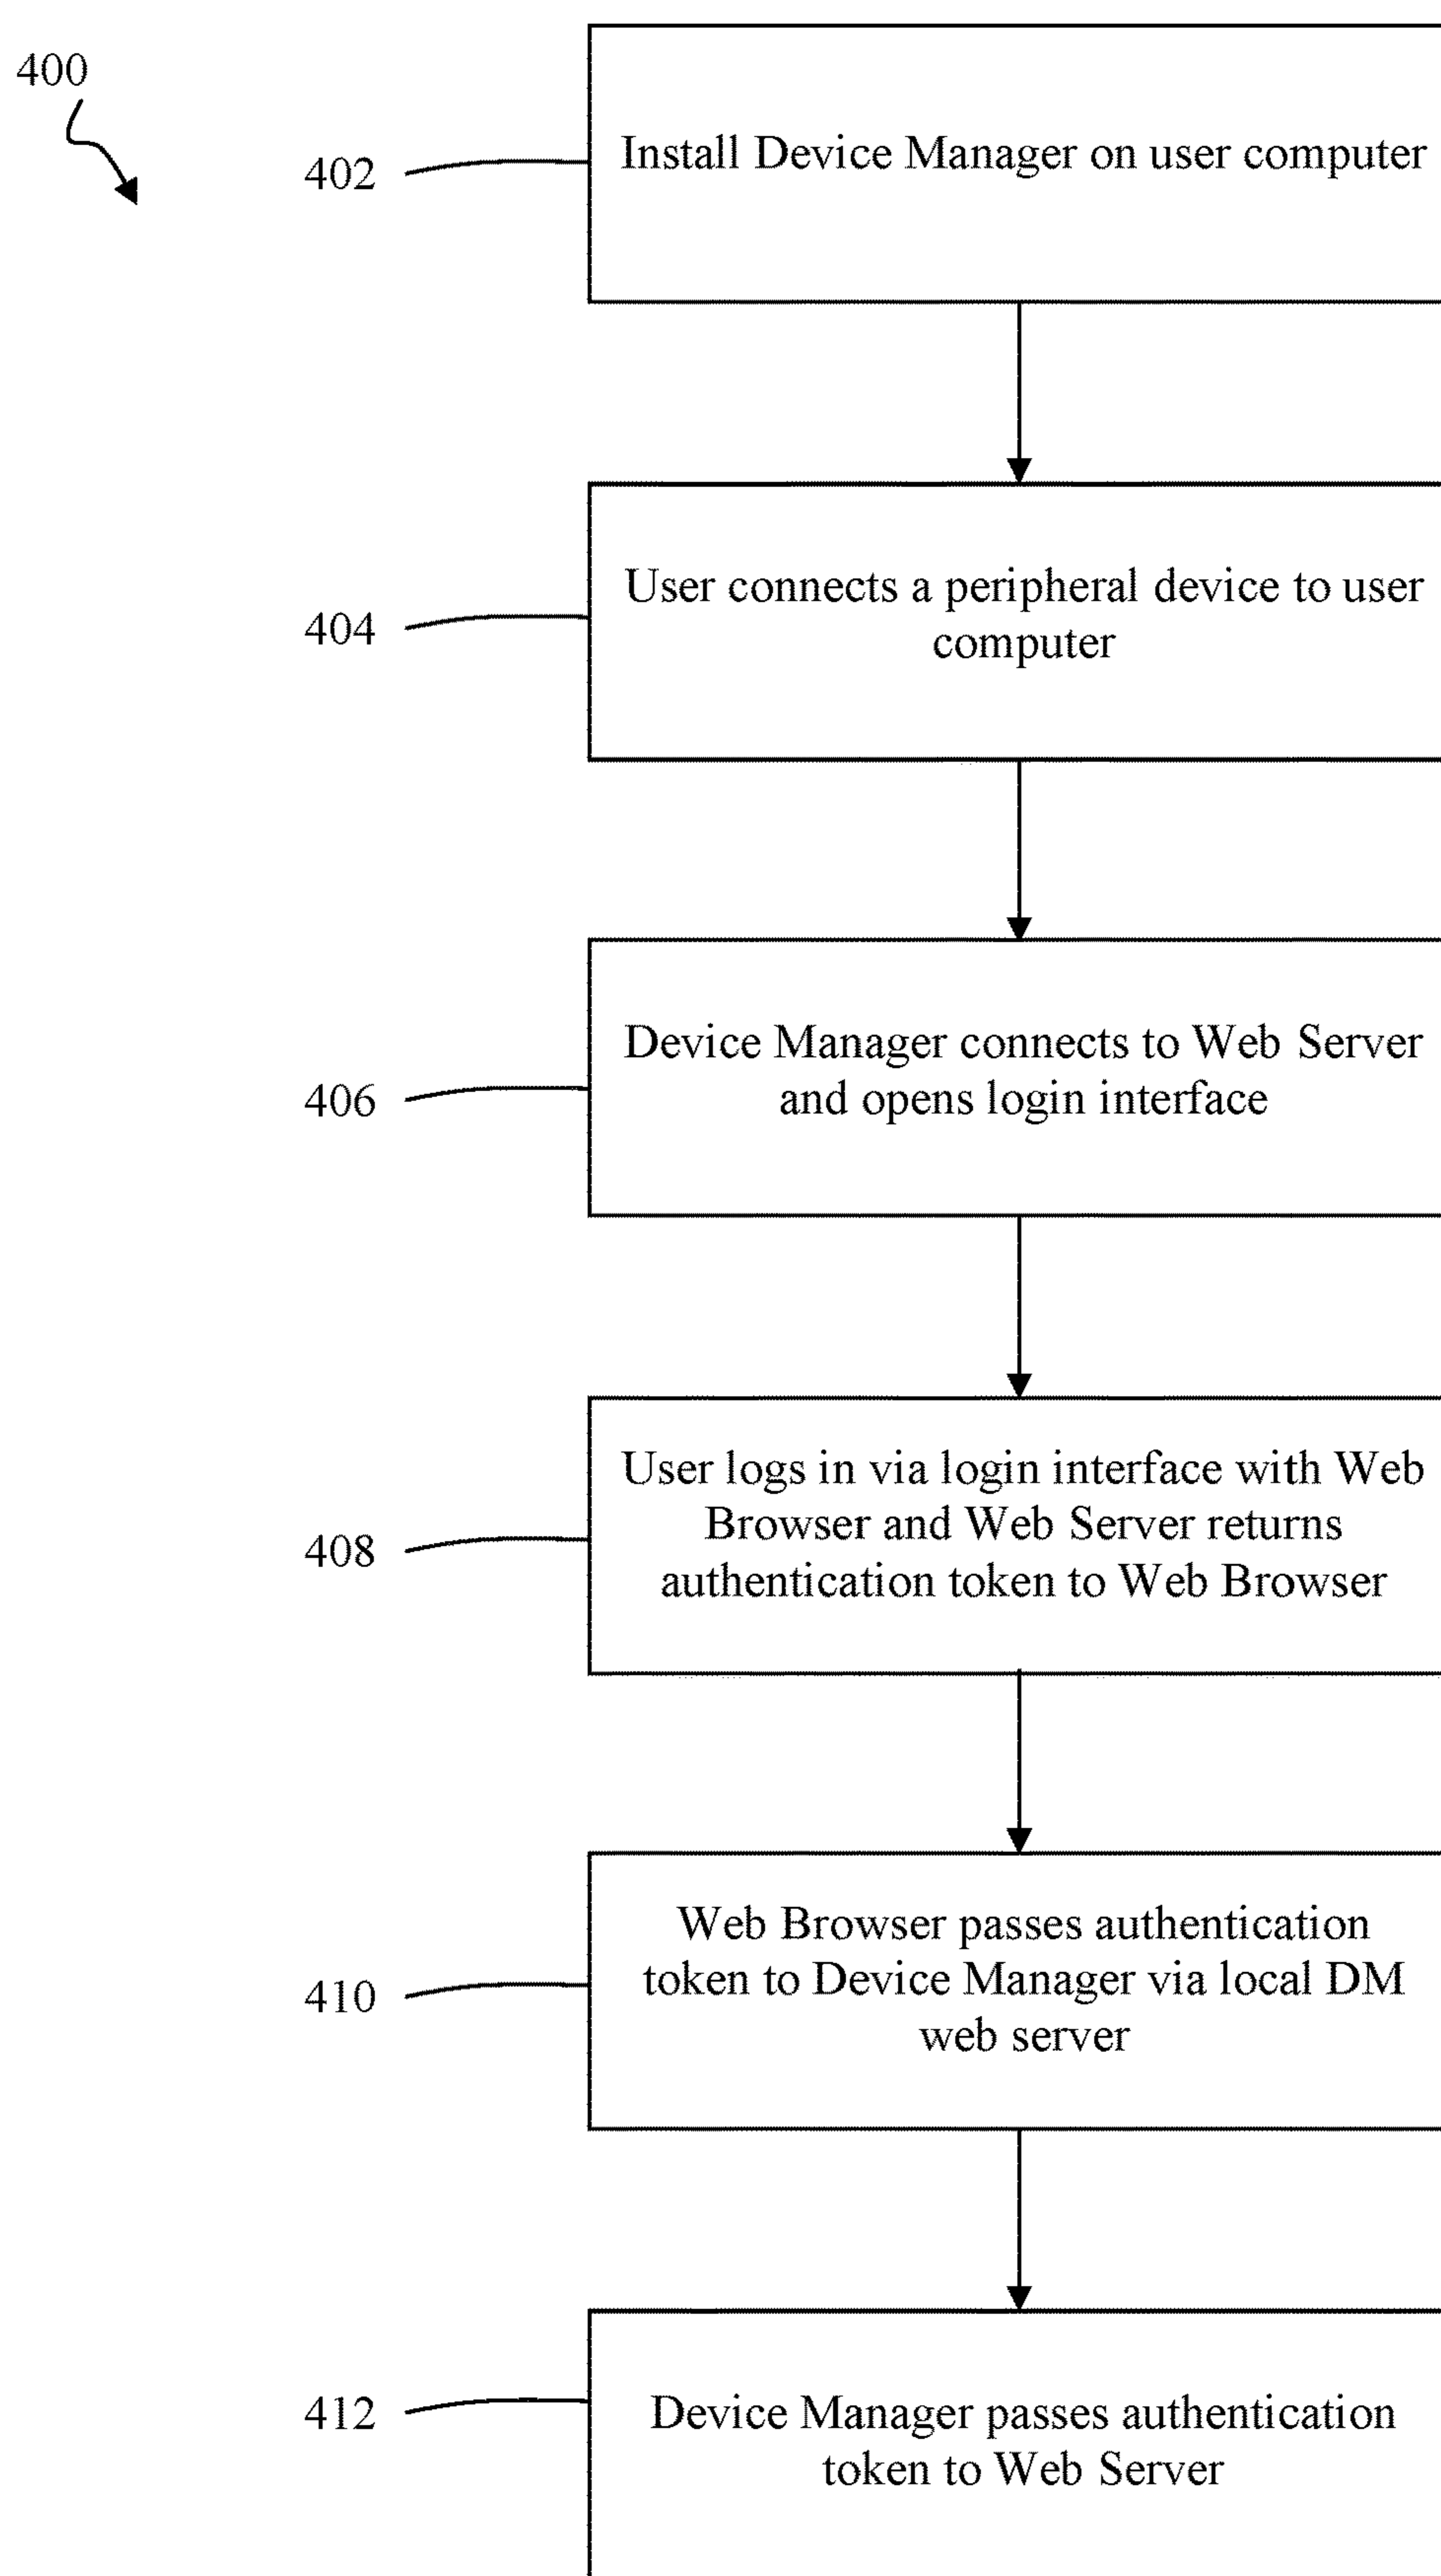 400
402
Install Device Manager on user computer
404
User connects a peripheral device to user
computer
406
Device Manager connects to Web Server
and opens login interface
408
User logs in via login interface with Web
Browser and Web Server returns
authentication token to Web Browser
410
Web Browser passes authentication
token to Device Manager via local DM
web server
412
Device Manager passes authentication
token to Web Server